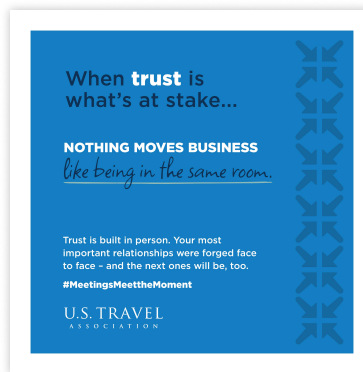 When trust is
what's at stake...
NOTHING MOVES BUSINESS
like being in the same room.
Trust is built in person. Your most
important relationships were forged face
to face – and the next ones will be, too.
#MeetingsMeettheMoment
U.S. TRAVEL
ASSOCIATION